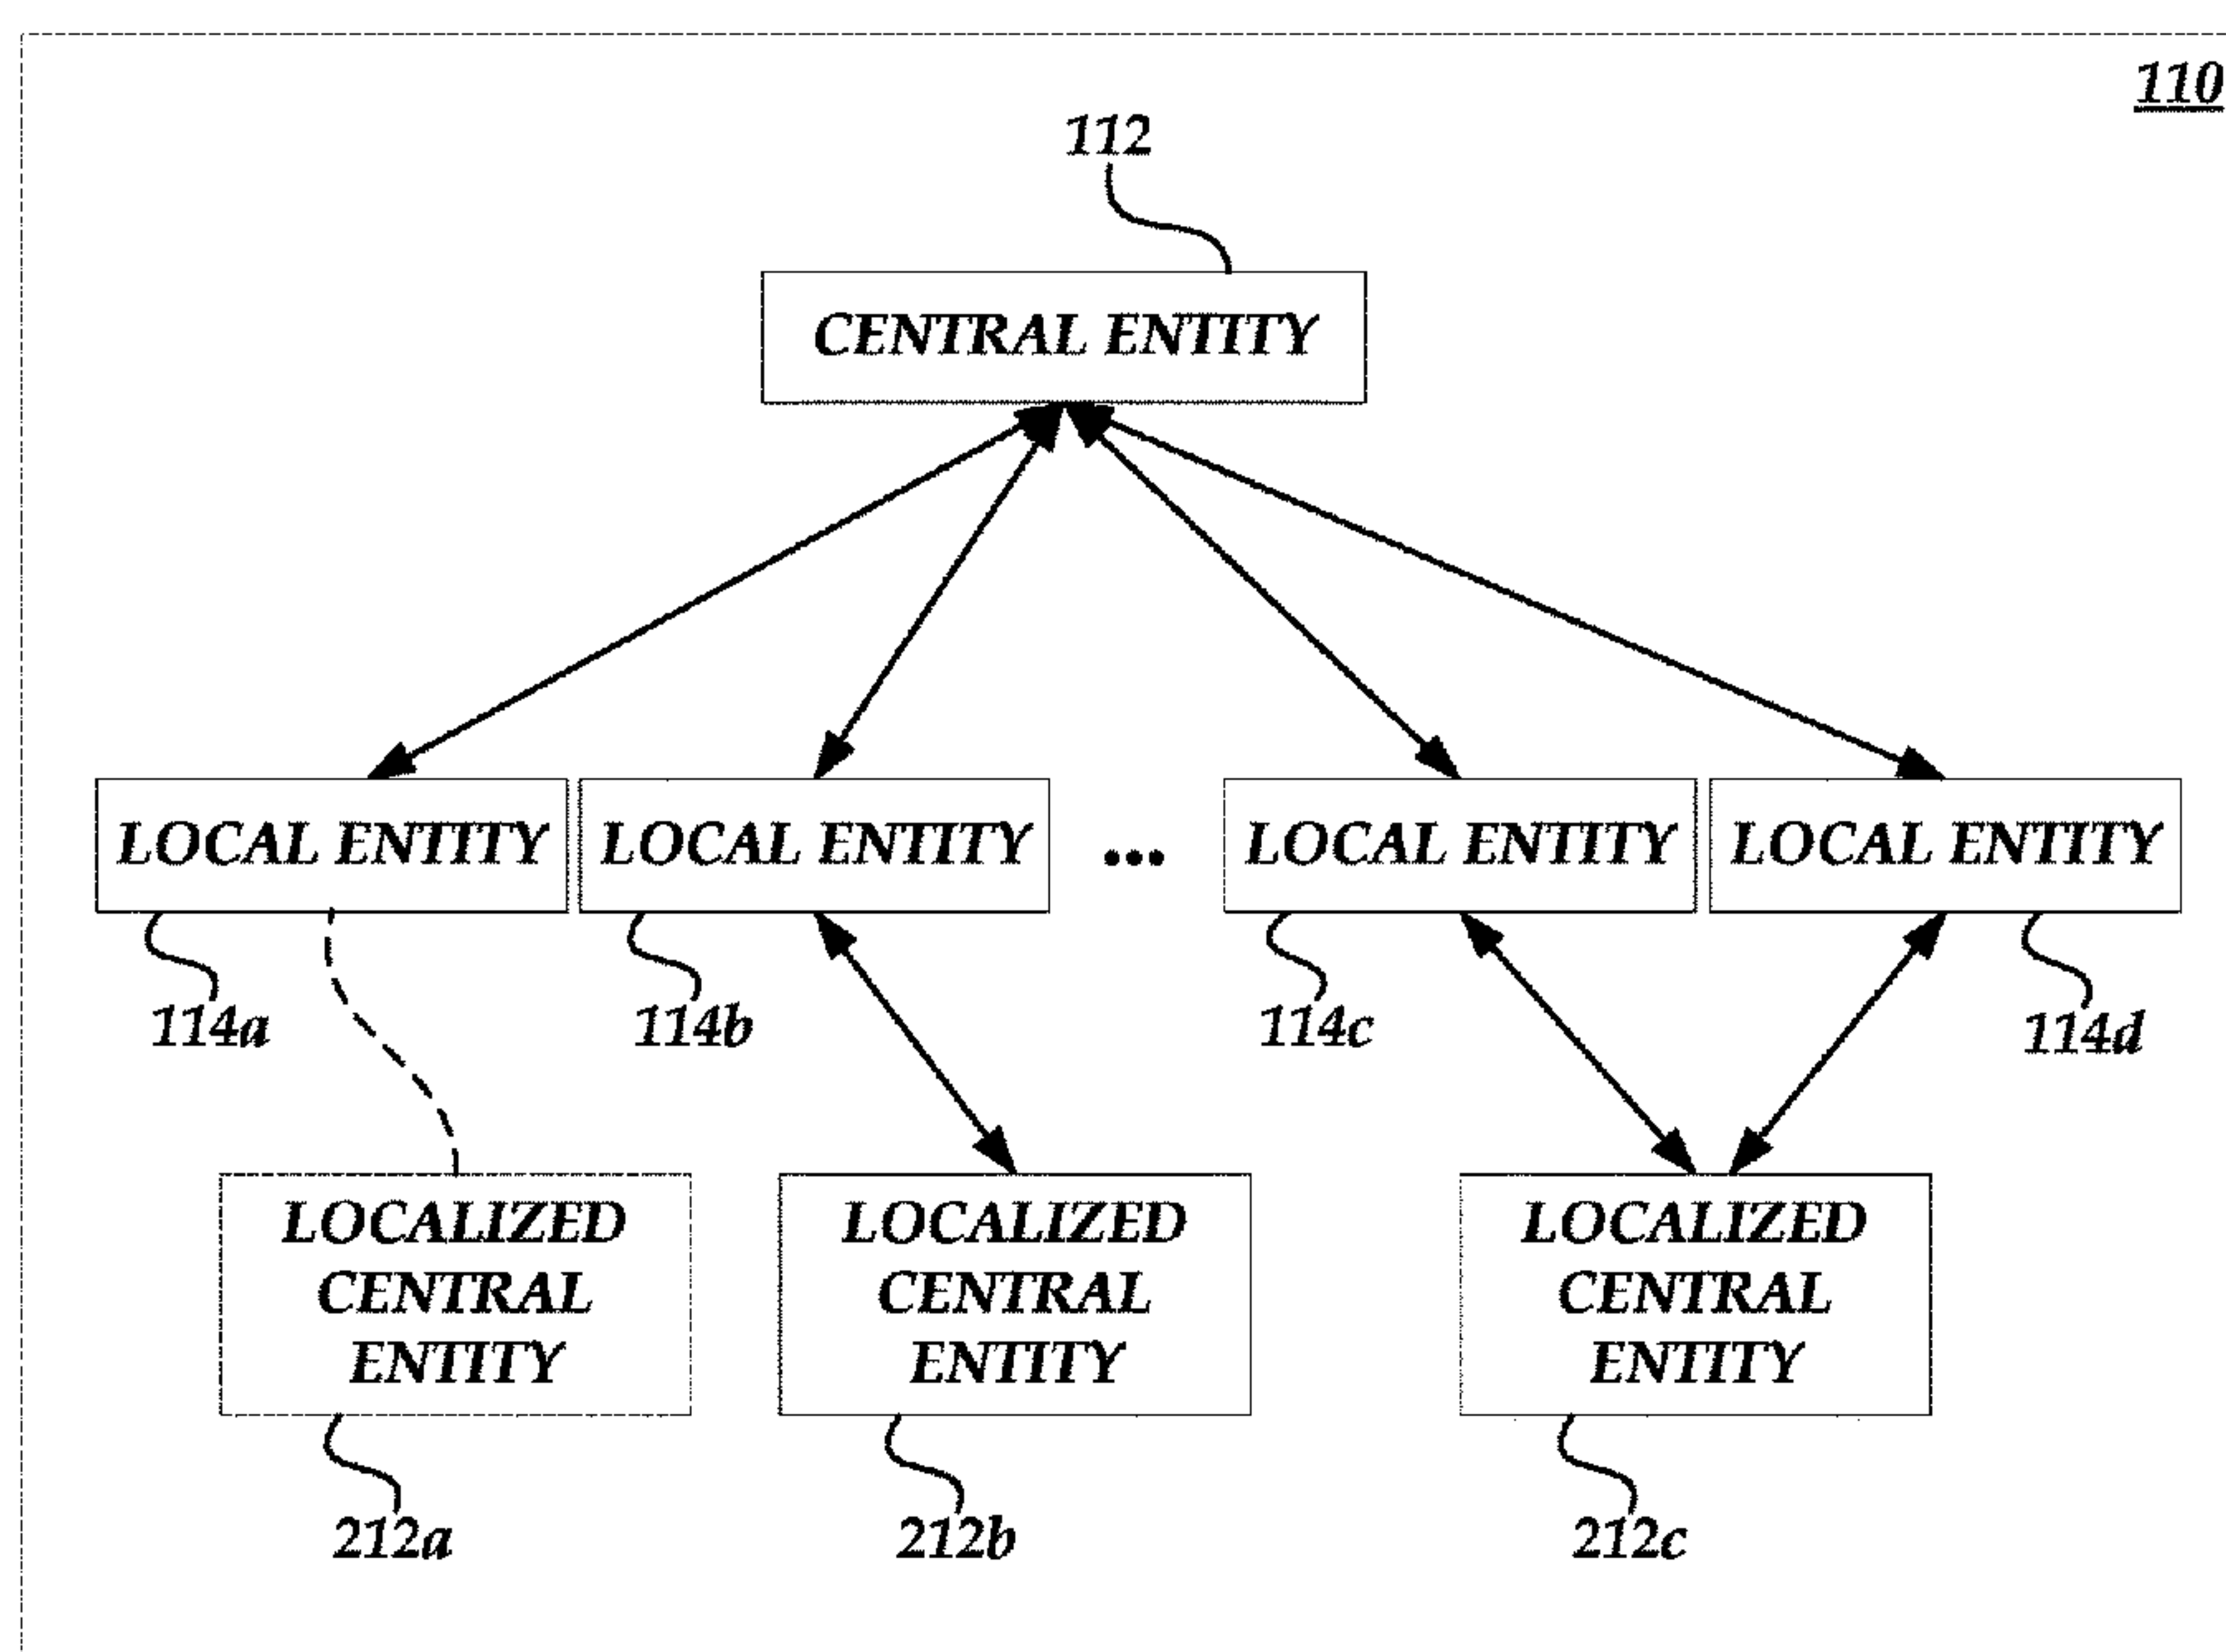 110
112
CENTRAL ENTITY
LOCAL ENTITY
LOCAL ENTITY
...
LOCAL ENTITY
LOCAL ENTITY
114a
114b
114c
114d
LOCALIZED
CENTRAL
ENTITY
LOCALIZED
CENTRAL
ENTITY
LOCALIZED
CENTRAL
ENTITY
212a
212b
212c